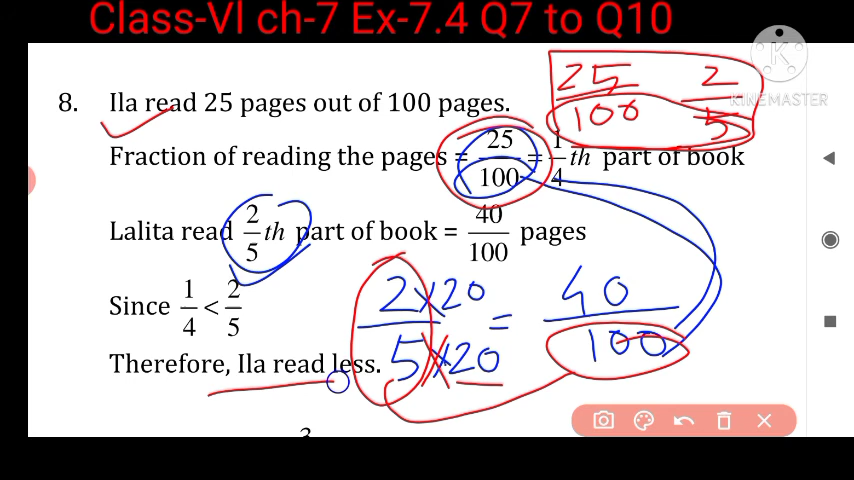 Class-VI ch-7 Ex-7.4 Q7 to Q10
25/100 2/5
KINEMASTER
8. Ila read 25 pages out of 100 pages.
Fraction of reading the pages = 25/100 = 1/4 th part of book
Lalita read 2/5 th part of book = 40/100 pages
Since 1/4 < 2/5
2×20/5×20 = 40/100
Therefore, Ila read less.